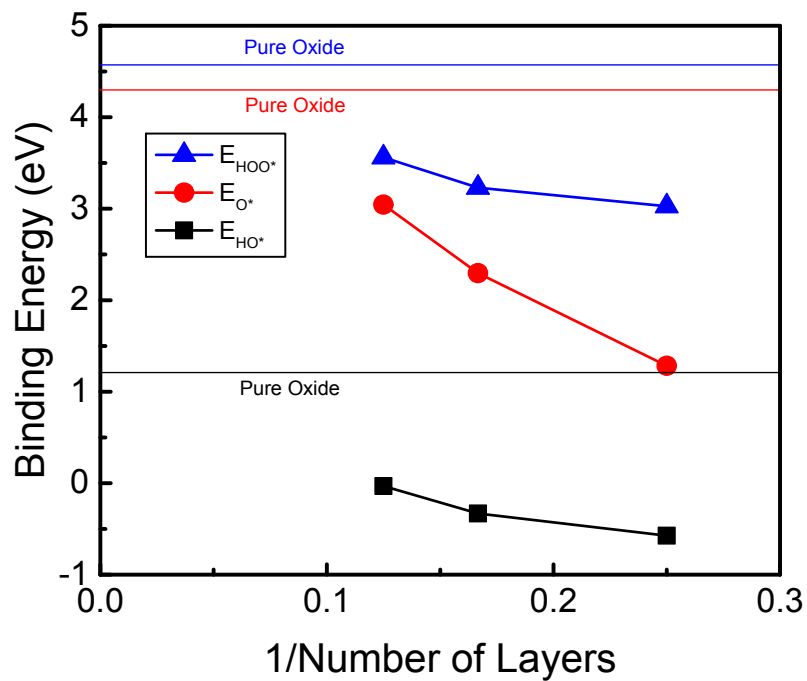 5
Pure Oxide
4
Pure Oxide
E_HOO*
E_O*
E_HO*
3
2
1
Pure Oxide
0
-1
0.0
0.1
0.2
0.3
Binding Energy (eV)
1/Number of Layers